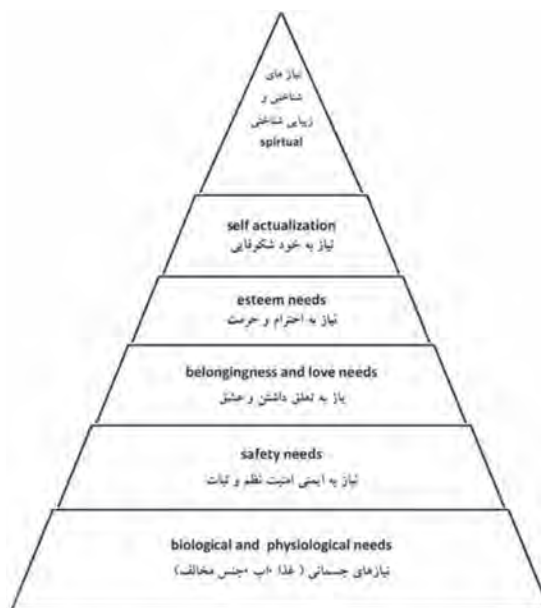 نیاز های
شناختی و
زیبایی شناختی
spirtual
self actualization
نیاز به خود شکوفایی
esteem needs
نیاز به احترام و حرمت
belongingness and love needs
یاز به تعلق داشتن و عشق
safety needs
نیاز به ایمنی امنیت نظم و ثبات
biological and physiological needs
نیازهای جسمانی ( غذا ،اب ،جنس مخالف)